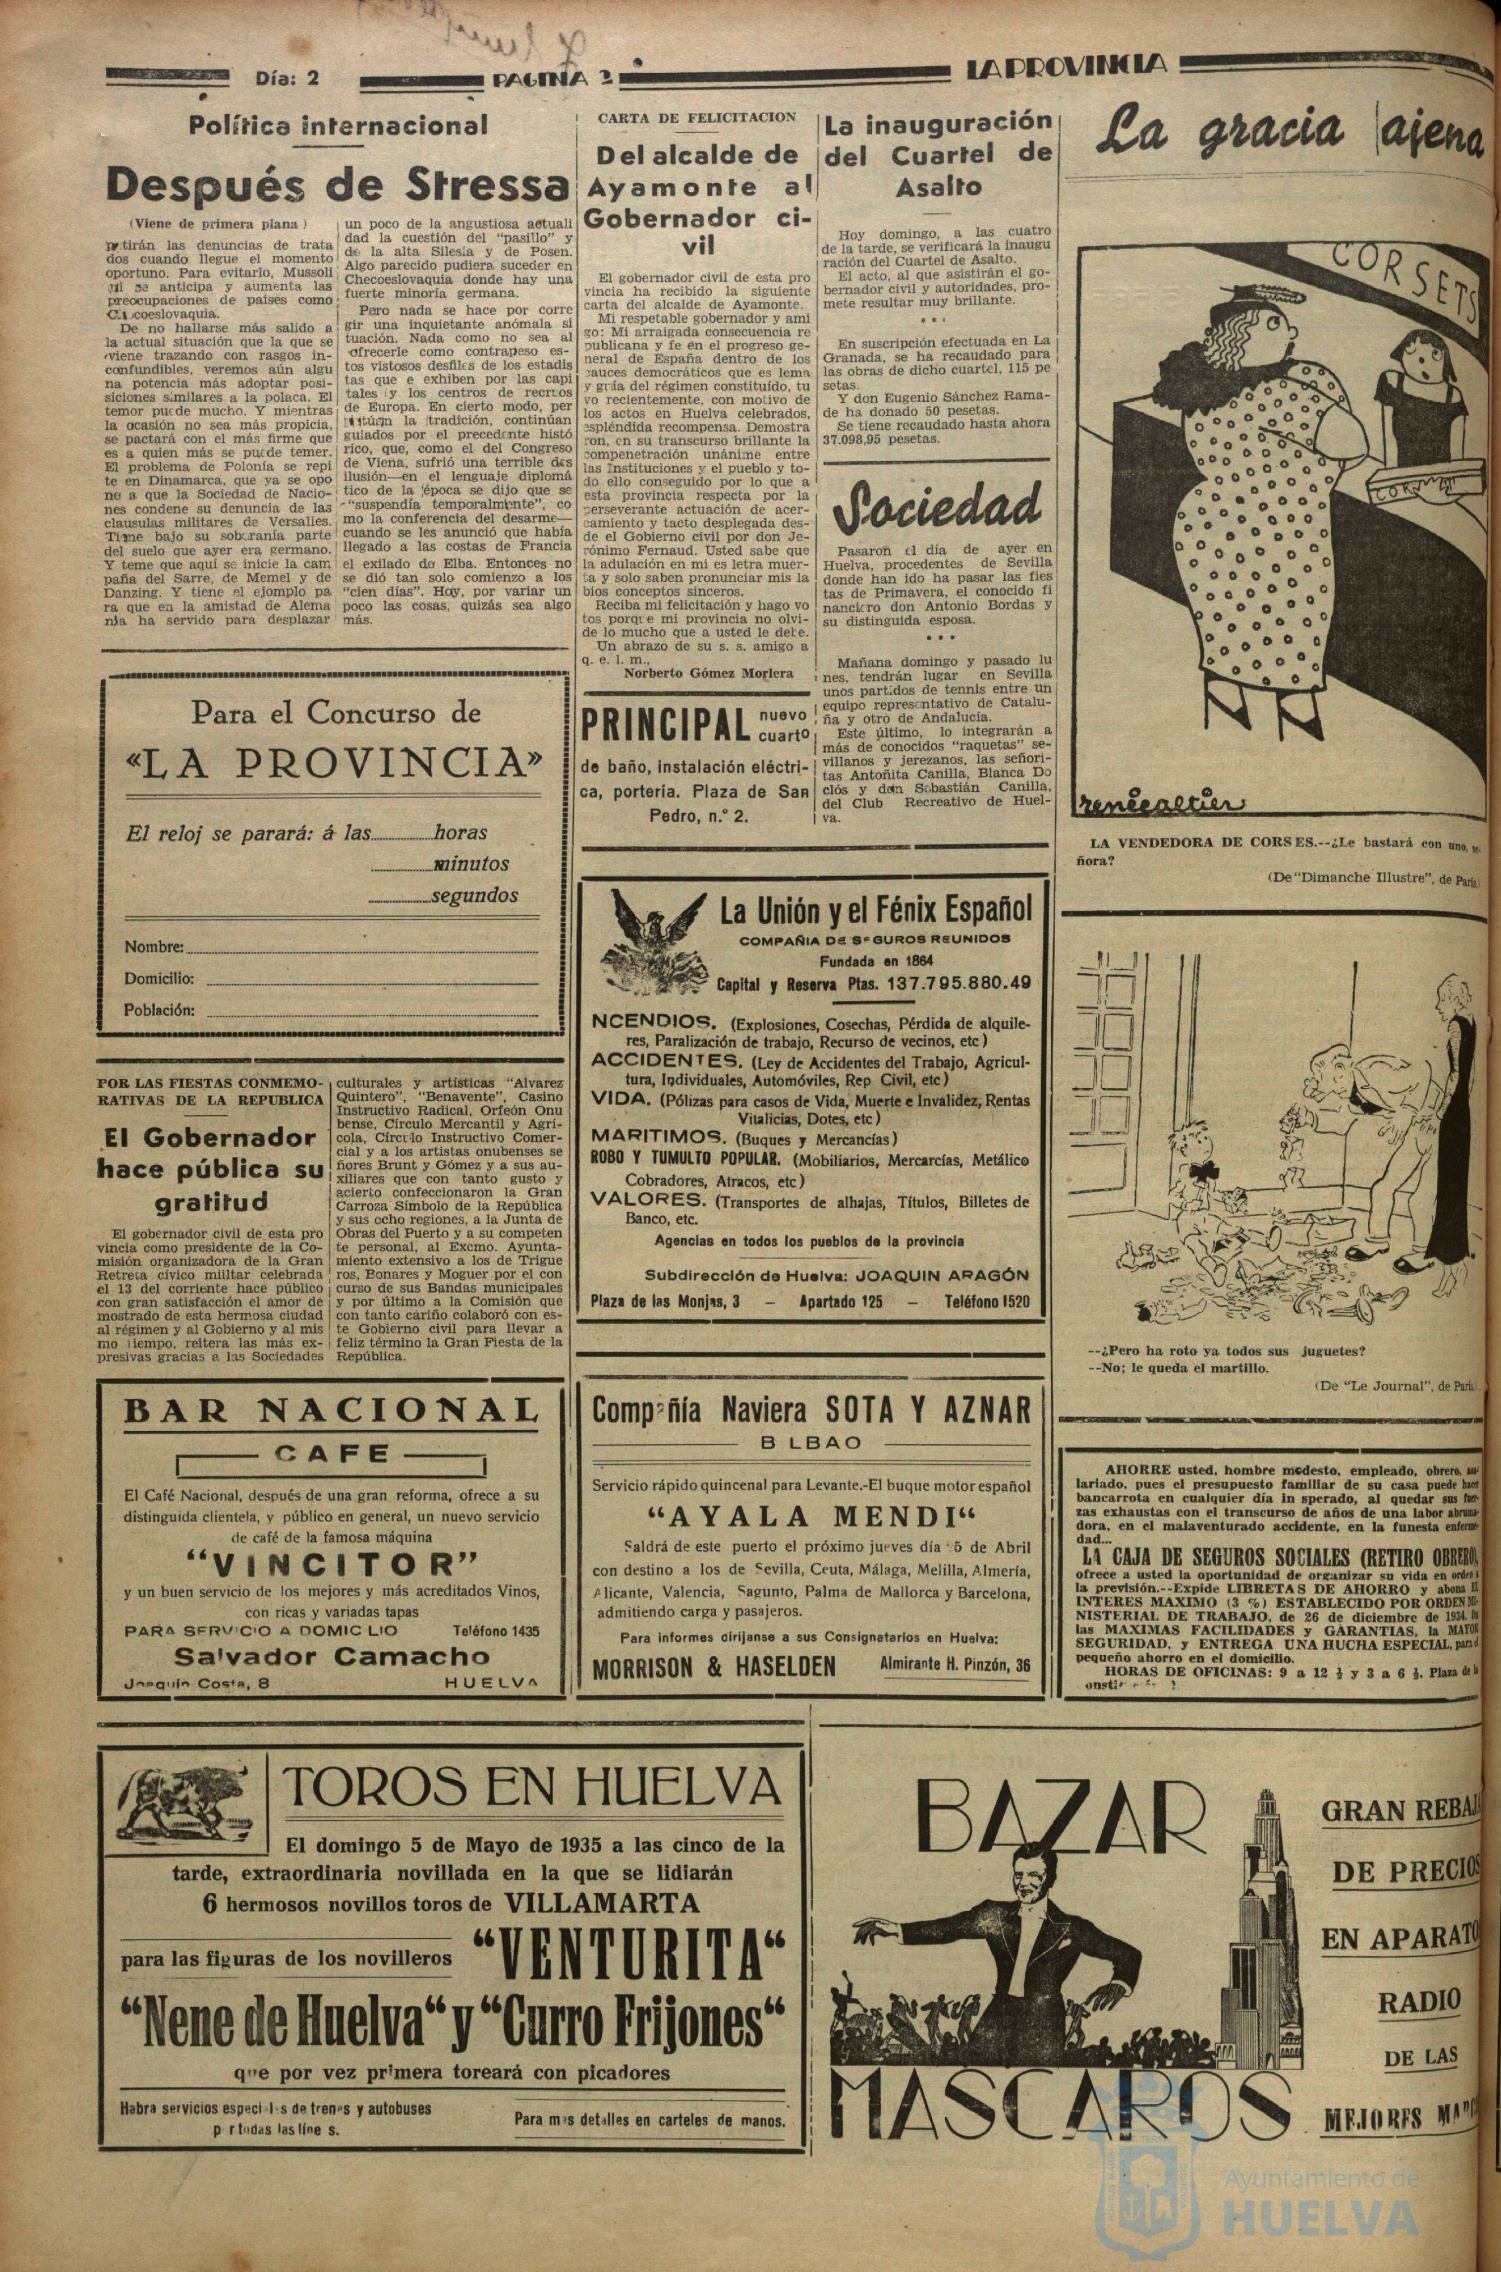 Día: 2
PAGINA 2
LA PROVINCIA
Política internacional
Después de Stressa
(Viene de primera plana)
tirán las denuncias de trata
dos cuando llegue el momento
oportuno. Para evitarlo, Mussoli
se anticipa y aumenta las
preocupaciones de países como
De no hallarse más salido a
la actual situación que la que se
viene trazando con rasgos in-
confundibles, veremos aún algu
na potencia más adoptar posi-
siciones similares a la polaca. El
temor puede mucho. Y mientras
la ocasión no sea más propicia,
se pactará con el más firme que
es a quien más se puede temer.
El problema de Polonía se repi
te en Dinamarca, que ya se opo
ne a que la Sociedad de Nacio-
nes condene su denuncia de las
clausulas militares de Versalles.
Tiene bajo su soberanía parte
del suelo que ayer era germano.
Y teme que aquí se inicie la cam
paña del Sarre, de Memel y de
Danzing. Y tiene el ejemplo pa
ra que en la amistad de Alema
nia ha servido para desplazar
un poco de la angustiosa actuali
dad la cuestión del "pasillo" y
de la alta Silesia y de Posen.
Algo parecido pudiera suceder en
Checoeslovaquia donde hay una
fuerte minoría germana.
Pero nada se hace por corre
gir una inquietante anómala si
tuación. Nada como no sea al
ofrecerle como contrapeso es-
tos vistosos desfiles de los estadis
tas que e exhiben por las capi
tales y los centros de recreos
de Europa. En cierto modo, per
la tradición, continúan
guiados por el precedente histó
rico, que, como el del Congreso
de Viena, sufrió una terrible des
ilusión—en el lenguaje diplomá
tico de la época se dijo que se
"suspendía temporalmente", co
mo la conferencia del desarme—
cuando se les anunció que había
llegado a las costas de Francia
el exilado de Elba. Entonces no
se dió tan solo comienzo a los
"cien días". Hoy, por variar un
poco las cosas, quizás sea algo
más.
Para el Concurso de
«LA PROVINCIA»
El reloj se parará: á las............horas
............minutos
............segundos
Nombre:
Domicilio:
Población:
POR LAS FIESTAS CONMEMO-
RATIVAS DE LA REPUBLICA
El Gobernador
hace pública su
gratitud
El gobernador civil de esta pro
vincia como presidente de la Co-
misión organizadora de la Gran
Retreta cívico militar celebrada
el 13 del corriente hace público
con gran satisfacción el amor de
mostrado de esta hermosa ciudad
al régimen y al Gobierno y al mis
mo tiempo, reitera las más ex-
presivas gracias a las Sociedades
culturales y artísticas "Alvarez
Quintero", "Benavente", Casino
Instructivo Radical, Orfeón Onu
bense, Círculo Mercantil y Agrí-
cola, Círculo Instructivo Comer-
cial y a los artistas onubenses se
ñores Brunt y Gómez y a sus au-
xiliares que con tanto gusto y
acierto confeccionaron la Gran
Carroza Símbolo de la República
y sus ocho regiones, a la Junta de
Obras del Puerto y a su competen
te personal, al Excmo. Ayunta-
miento extensivo a los de Trigue
ros, Bonares y Moguer por el con
curso de sus Bandas municipales
y por último a la Comisión que
con tanto cariño colaboró con es-
te Gobierno civil para llevar a
feliz término la Gran Fiesta de la
República.
BAR NACIONAL
CAFE
El Café Nacional, después de una gran reforma, ofrece a su
distinguida clientela, y público en general, un nuevo servicio
de café de la famosa máquina
"VINCITOR"
y un buen servicio de los mejores y más acreditados Vinos,
con ricas y variadas tapas
PARA SERVICIO A DOMICILIO Teléfono 1435
Salvador Camacho
Joaquín Costa, 8 HUELVA
CARTA DE FELICITACION
Del alcalde de
Ayamonte al
Gobernador ci-
vil
El gobernador civil de esta pro
vincia ha recibido la siguiente
carta del alcalde de Ayamonte.
Mi respetable gobernador y ami
go: Mi arraigada consecuencia re
publicana y fe en el progreso ge-
neral de España dentro de los
cauces democráticos que es lema
y guía del régimen constituído, tu
vo recientemente, con motivo de
los actos en Huelva celebrados,
espléndida recompensa. Demostra
ron, en su transcurso brillante la
compenetración unánime entre
las Instituciones y el pueblo y to-
do ello conseguido por lo que a
esta provincia respecta por la
perseverante actuación de acer-
camiento y tacto desplegada des-
de el Gobierno civil por don Je-
rónimo Fernaud. Usted sabe que
la adulación en mi es letra muer-
ta y solo saben pronunciar mis la
bios conceptos sinceros.
Reciba mi felicitación y hago vo
tos porque mi provincia no olvi-
de lo mucho que a usted le debe.
Un abrazo de su s. s. amigo a
q. e. l. m.,
Norberto Gómez Morlera
PRINCIPAL nuevo
cuarto
de baño, instalación eléctri-
ca, portería. Plaza de San
Pedro, n.º 2.
La inauguración
del Cuartel de
Asalto
Hoy domingo, a las cuatro
de la tarde, se verificará la inaugu
ración del Cuartel de Asalto.
El acto, al que asistirán el go-
bernador civil y autoridades, pro-
mete resultar muy brillante.
* * *
En suscripción efectuada en La
Granada, se ha recaudado para
las obras de dicho cuartel, 115 pe
setas.
Y don Eugenio Sánchez Rama-
de ha donado 50 pesetas.
Se tiene recaudado hasta ahora
37.098,95 pesetas.
Sociedad
Pasaron el día de ayer en
Huelva, procedentes de Sevilla
donde han ido ha pasar las fies
tas de Primavera, el conocido fi
nanciero don Antonio Bordas y
su distinguida esposa.
* * *
Mañana domingo y pasado lu
nes, tendrán lugar en Sevilla
unos partidos de tennis entre un
equipo representativo de Catalu-
ña y otro de Andalucía.
Este último, lo integrarán a
más de conocidos "raquetas" se-
villanos y jerezanos, las señori-
tas Antoñita Canilla, Blanca Do
clós y don Sebastián Canilla,
del Club Recreativo de Huel-
va.
La Unión y el Fénix Español
COMPAÑIA DE SEGUROS REUNIDOS
Fundada en 1864
Capital y Reserva Ptas. 137.795.880.49
NCENDIOS. (Explosiones, Cosechas, Pérdida de alquile-
res, Paralización de trabajo, Recurso de vecinos, etc)
ACCIDENTES. (Ley de Accidentes del Trabajo, Agricul-
tura, Individuales, Automóviles, Rep Civil, etc)
VIDA. (Pólizas para casos de Vida, Muerte e Invalidez, Rentas
Vitalicias, Dotes, etc)
MARITIMOS. (Buques y Mercancías)
ROBO Y TUMULTO POPULAR. (Mobiliarios, Mercarcías, Metálico
Cobradores, Atracos, etc)
VALORES. (Transportes de alhajas, Títulos, Billetes de
Banco, etc.
Agencias en todos los pueblos de la provincia
Subdirección de Huelva: JOAQUIN ARAGÓN
Plaza de las Monjas, 3 — Apartado 125 — Teléfono 1520
Compañía Naviera SOTA Y AZNAR
B LBAO
Servicio rápido quincenal para Levante.-El buque motor español
"AYALA MENDI"
Saldrá de este puerto el próximo jueves día 25 de Abril
con destino a los de Sevilla, Ceuta, Málaga, Melilla, Almería,
Alicante, Valencia, Sagunto, Palma de Mallorca y Barcelona,
admitiendo carga y pasajeros.
Para informes dirijanse a sus Consignatarios en Huelva:
MORRISON & HASELDEN Almirante H. Pinzón, 36
La gracia ajena
CORSETS
reneecaltier
LA VENDEDORA DE CORSES.--¿Le bastará con uno, se-
ñora?
(De "Dimanche Illustre", de París)
--¿Pero ha roto ya todos sus juguetes?
--No; le queda el martillo.
(De "Le Journal", de París).
AHORRE usted, hombre modesto, empleado, obrero, asa
lariado, pues el presupuesto familiar de su casa puede hacer
bancarrota en cualquier día in sperado, al quedar sus fuer-
zas exhaustas con el transcurso de años de una labor abruma-
dora, en el malaventurado accidente, en la funesta enferme-
dad...
LA CAJA DE SEGUROS SOCIALES (RETIRO OBRERO),
ofrece a usted la oportunidad de organizar su vida en orden a
la previsión.--Expide LIBRETAS DE AHORRO y abona EL
INTERES MAXIMO (3 %) ESTABLECIDO POR ORDEN MI-
NISTERIAL DE TRABAJO, de 26 de diciembre de 1934. Da
las MAXIMAS FACILIDADES y GARANTIAS, la MAYOR
SEGURIDAD, y ENTREGA UNA HUCHA ESPECIAL, para el
pequeño ahorro en el domicilio.
HORAS DE OFICINAS: 9 a 12 ½ y 3 a 6 ½. Plaza de la
TOROS EN HUELVA
El domingo 5 de Mayo de 1935 a las cinco de la
tarde, extraordinaria novillada en la que se lidiarán
6 hermosos novillos toros de VILLAMARTA
para las figuras de los novilleros "VENTURITA"
"Nene de Huelva" y "Curro Frijones"
que por vez primera toreará con picadores
Habra servicios especiales de trenes y autobuses
por todas las líneas.
Para mas detalles en carteles de manos.
BAZAR
MASCAROS
GRAN REBAJA
DE PRECIOS
EN APARATO
RADIO
DE LAS
MEJORES MARC
Ayuntamiento de
HUELVA